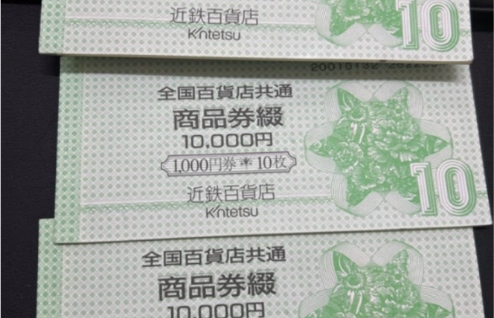 近鉄百貨店
Kintetsu
10
全国百貨店共通
商品券綴
10,000円
1,000円券＊10枚
近鉄百貨店
Kintetsu
10
全国百貨店共通
商品券綴
10,000円
10